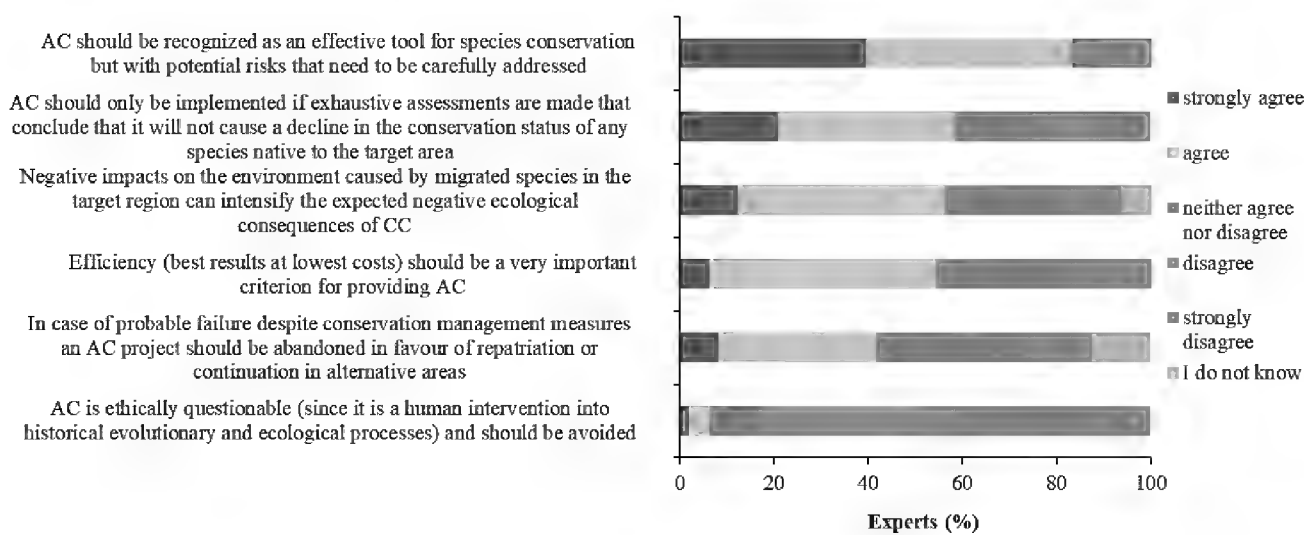 AC should be recognized as an effective tool for species conservation
but with potential risks that need to be carefully addressed
AC should only be implemented if exhaustive assessments are made that
conclude that it will not cause a decline in the conservation status of any
species native to the target area
Negative impacts on the environment caused by migrated species in the
target region can intensify the expected negative ecological
consequences of CC
Efficiency (best results at lowest costs) should be a very important
criterion for providing AC
In case of probable failure despite conservation management measures
an AC project should be abandoned in favour of repatriation or
continuation in alternative areas
AC is ethically questionable (since it is a human intervention into
historical evolutionary and ecological processes) and should be avoided
0 20 40 60 80 100
Experts (%)
strongly agree
agree
neither agree
nor disagree
disagree
strongly
disagree
I do not know